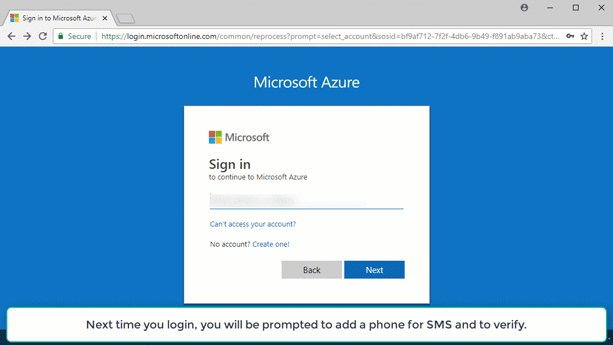 Sign in to Microsoft Azu
Secure
https://login.microsoftonline.com/common/reprocess?prompt=select_account&sosid=bf9af712-7f2f-4db6-9b49-f891ab9aba73&ct...
Microsoft Azure
Microsoft
Sign in
to continue to Microsoft Azure
Can't access your account?
No account? Create one!
Back
Next
Next time you login, you will be prompted to add a phone for SMS and to verify.